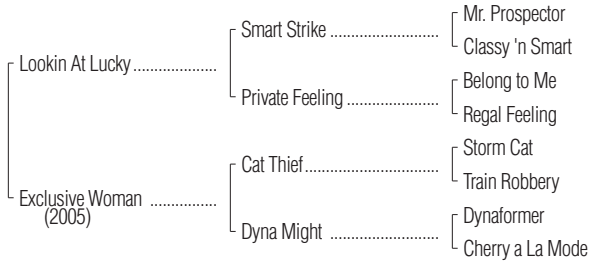 Mr. Prospector
Smart Strike ........................
Classy 'n Smart
Lookin At Lucky ..................
Belong to Me
Private Feeling ....................
Regal Feeling
Storm Cat
Cat Thief .............................
Train Robbery
Exclusive Woman ..............
(2005)
Dynaformer
Dyna Might ........................
Cherry a La Mode